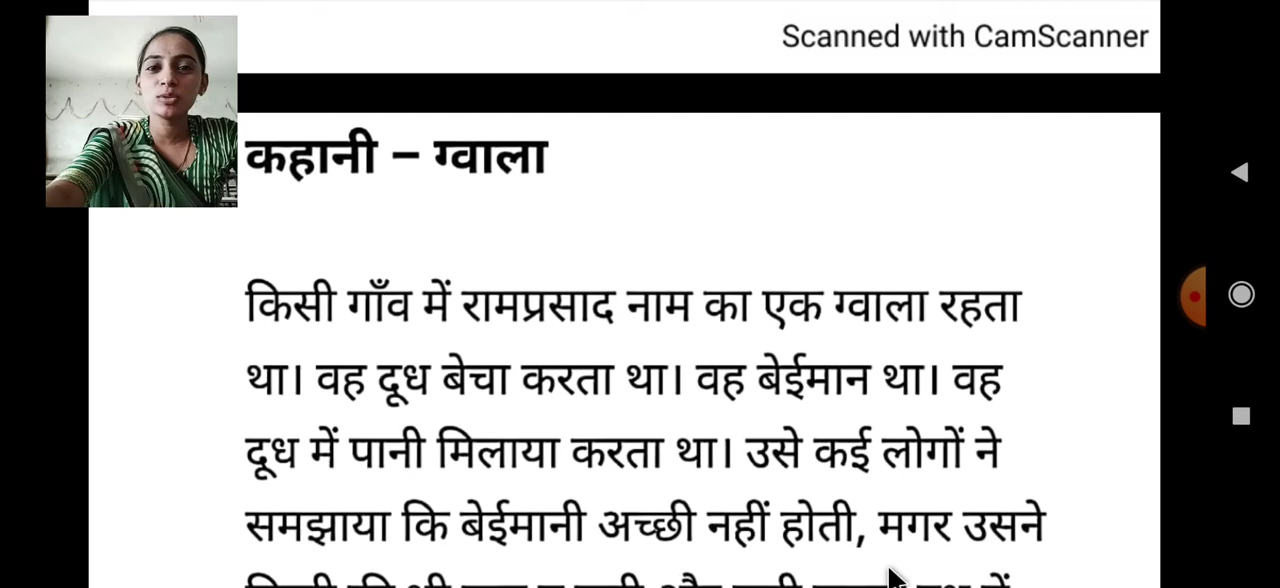 Scanned with CamScanner
कहानी – ग्वाला
किसी गाँव में रामप्रसाद नाम का एक ग्वाला रहता
था। वह दूध बेचा करता था। वह बेईमान था। वह
दूध में पानी मिलाया करता था। उसे कई लोगों ने
समझाया कि बेईमानी अच्छी नहीं होती, मगर उसने